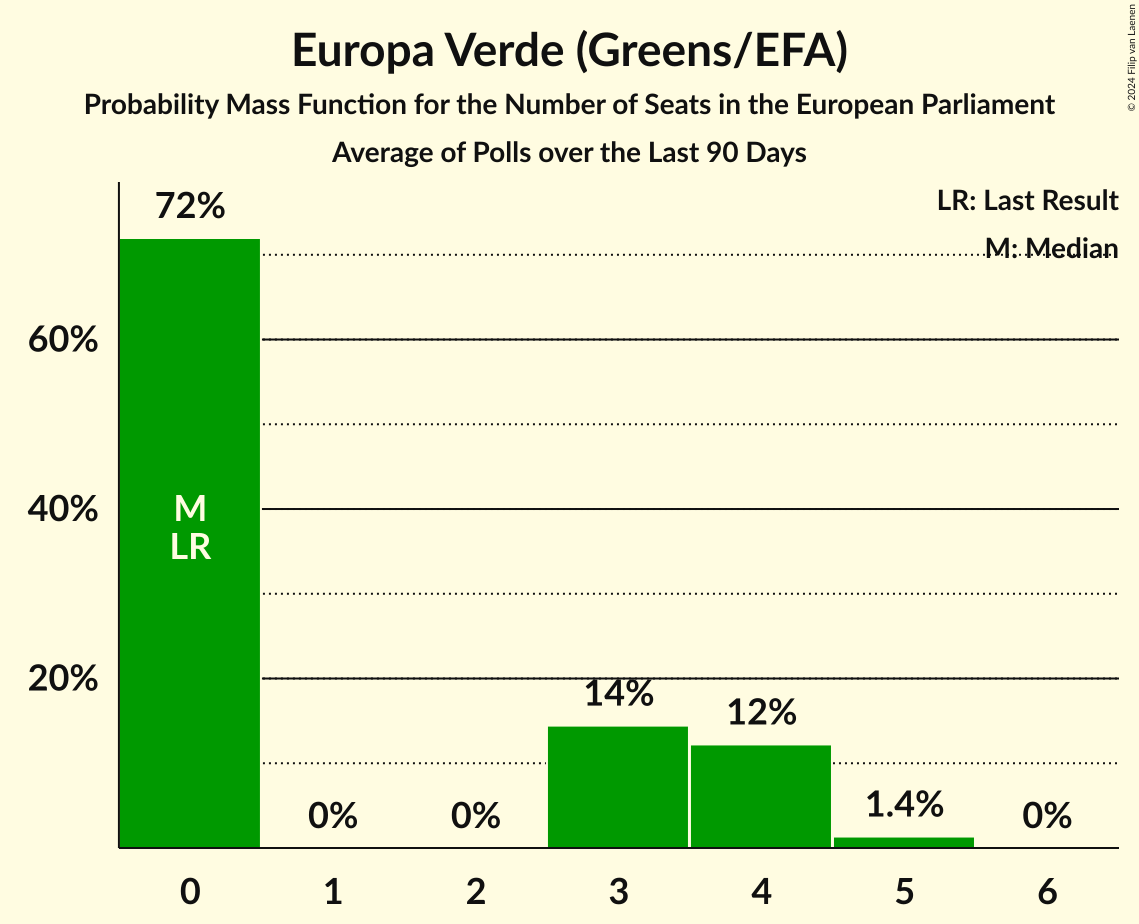 Europa Verde (Greens/EFA)
Probability Mass Function for the Number of Seats in the European Parliament
Average of Polls over the Last 90 Days
© 2024 Filip van Laenen
LR: Last Result
M: Median
72%
60%
40%
20%
M
LR
0%
0%
14%
12%
1.4%
0%
0 1 2 3 4 5 6